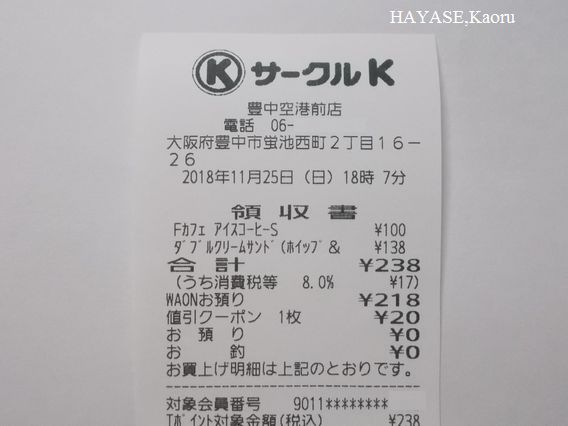 HAYASE,Kaoru
K サークルK
豊中空港前店
電話 06-
大阪府豊中市蛍池西町2丁目16-
26
2018年11月25日(日)18時 7分
領収書
Fカフェ アイスコーヒーS ¥100
ダブルクリームサンド(ホイップ& ¥138
合計 ¥238
(うち消費税等 8.0% ¥17)
WAONお預り ¥218
値引クーポン 1枚 ¥20
お預り ¥0
お釣 ¥0
お買上げ明細は上記のとおりです。
対象会員番号 9011********
Tポイント対象金額(税込) ¥238